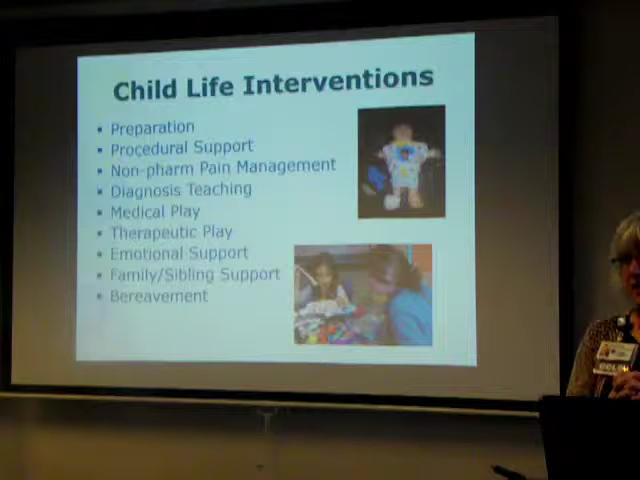 Child Life Interventions
▪ Preparation
▪ Procedural Support
▪ Non-pharm Pain Management
▪ Diagnosis Teaching
▪ Medical Play
▪ Therapeutic Play
▪ Emotional Support
▪ Family/Sibling Support
▪ Bereavement